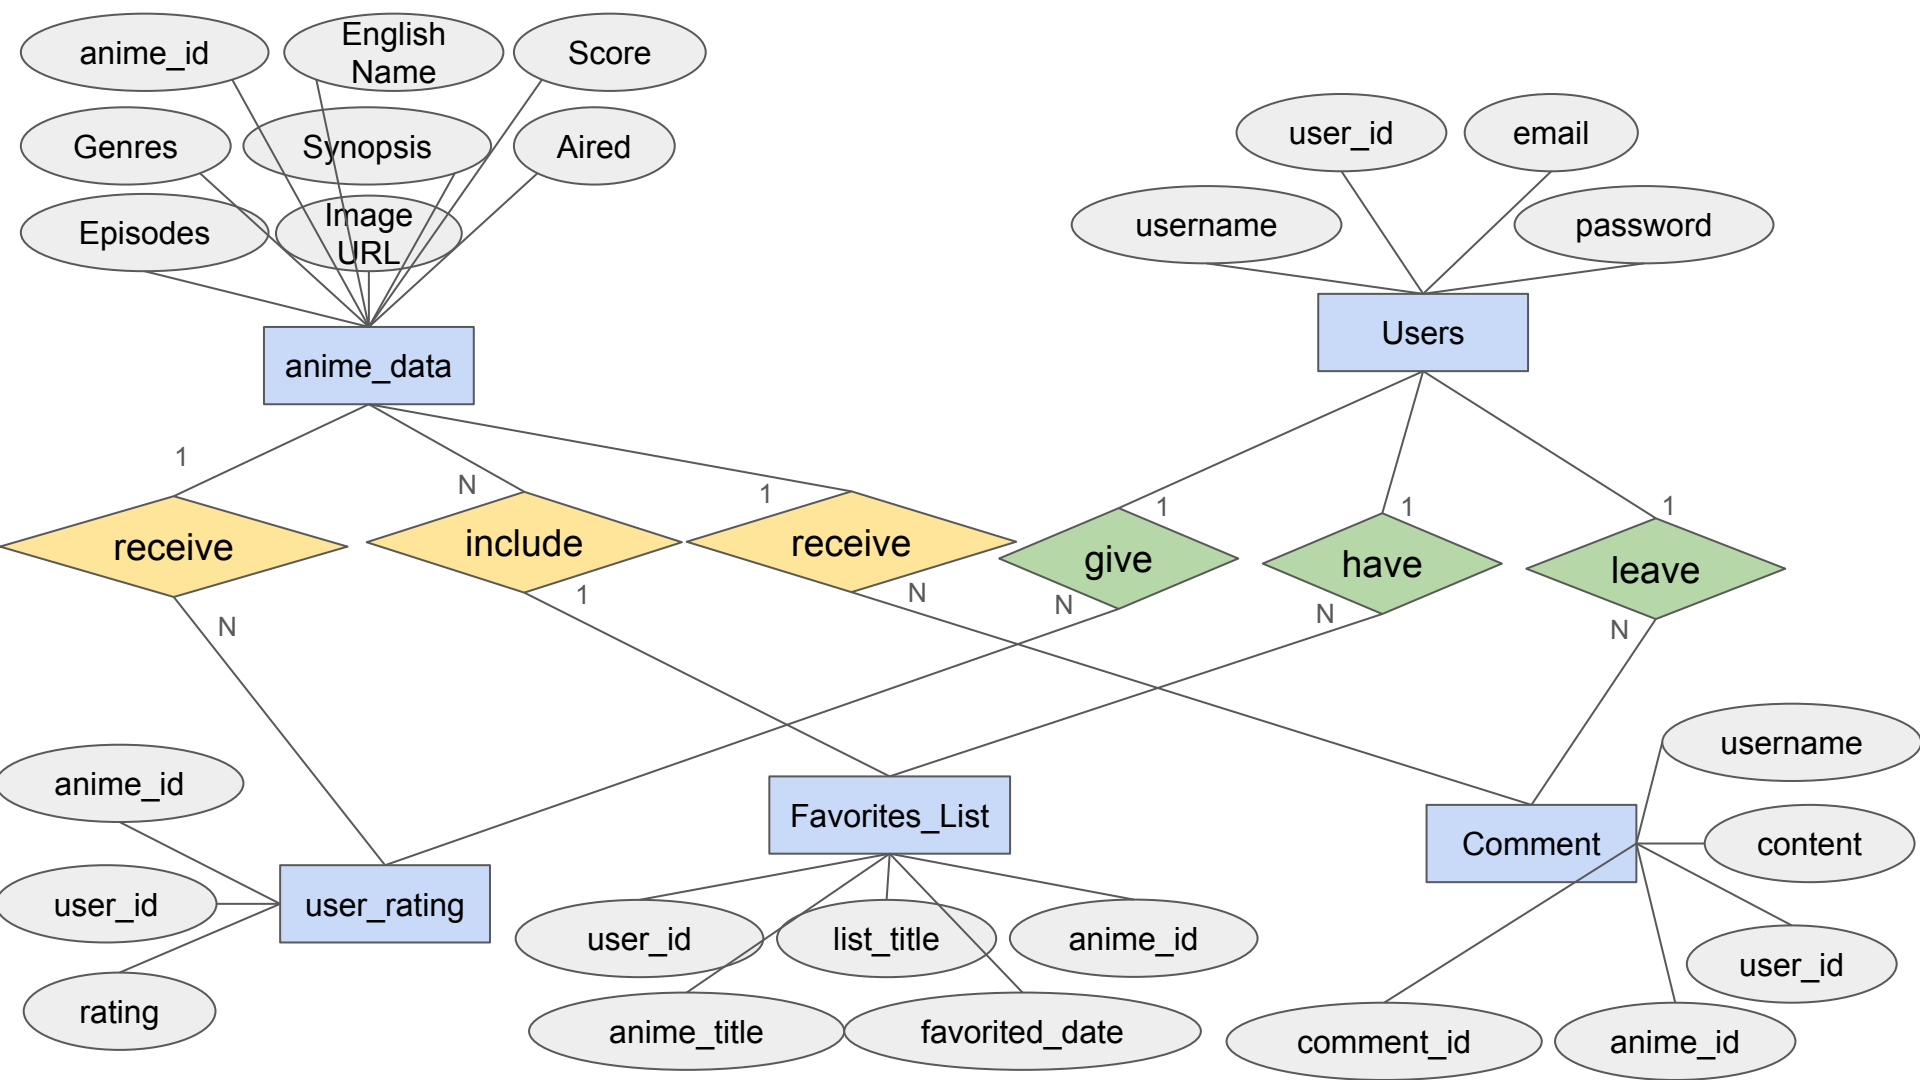 anime_id
English
Name
Score
Genres
Synopsis
Aired
Episodes
Image
URL
anime_data
user_id
email
username
password
Users
1
N
1
1
1
1
receive
include
receive
give
have
leave
N
1
N
N
N
N
anime_id
user_id
rating
user_rating
Favorites_List
user_id
list_title
anime_id
anime_title
favorited_date
Comment
username
content
user_id
comment_id
anime_id